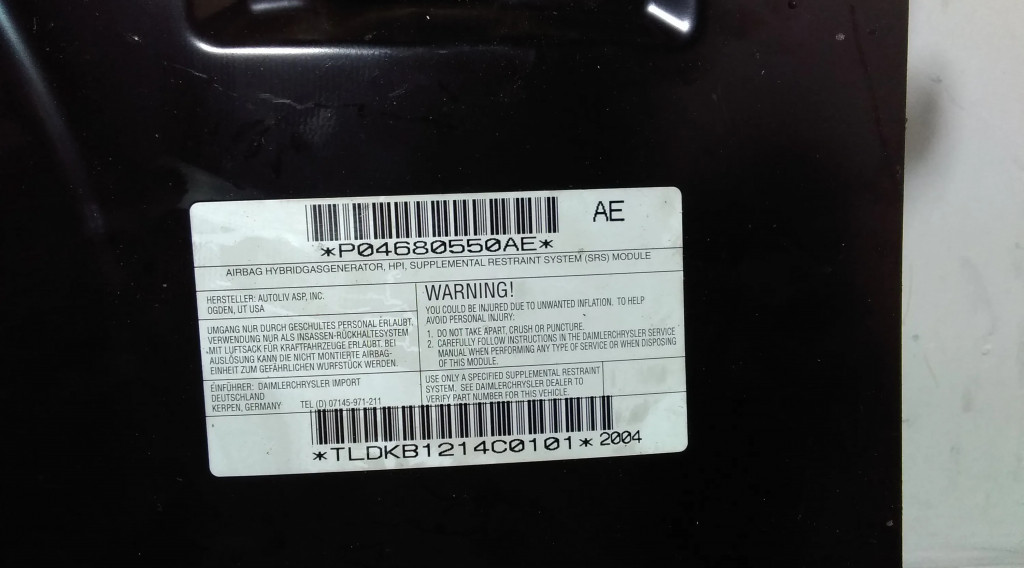 AE
*P04680550AE*
AIRBAG HYBRIDGASGENERATOR, HPI, SUPPLEMENTAL RESTRAINT SYSTEM (SRS) MODULE
HERSTELLER: AUTOLIV ASP, INC.
OGDEN, UT USA
UMGANG NUR DURCH GESCHULTES PERSONAL ERLAUBT.
VERWENDUNG NUR ALS INSASSEN-RÜCKHALTESYSTEM
MIT LUFTSACK FÜR KRAFTFAHRZEUGE ERLAUBT. BEI
AUSLÖSUNG KANN DIE NICHT MONTIERTE AIRBAG-
EINHEIT ZUM GEFÄHRLICHEN WURFSTÜCK WERDEN.
EINFÜHRER: DAIMLERCHRYSLER IMPORT
DEUTSCHLAND
KERPEN, GERMANY TEL (D) 07145-971-211
WARNING!
YOU COULD BE INJURED DUE TO UNWANTED INFLATION. TO HELP
AVOID PERSONAL INJURY:
1. DO NOT TAKE APART, CRUSH OR PUNCTURE.
2. CAREFULLY FOLLOW INSTRUCTIONS IN THE DAIMLERCHRYSLER SERVICE
MANUAL WHEN PERFORMING ANY TYPE OF SERVICE OR WHEN DISPOSING
OF THIS MODULE.
USE ONLY A SPECIFIED SUPPLEMENTAL RESTRAINT
SYSTEM. SEE DAIMLERCHRYSLER DEALER TO
VERIFY PART NUMBER FOR THIS VEHICLE.
*TLDKB1214C0101* 2004